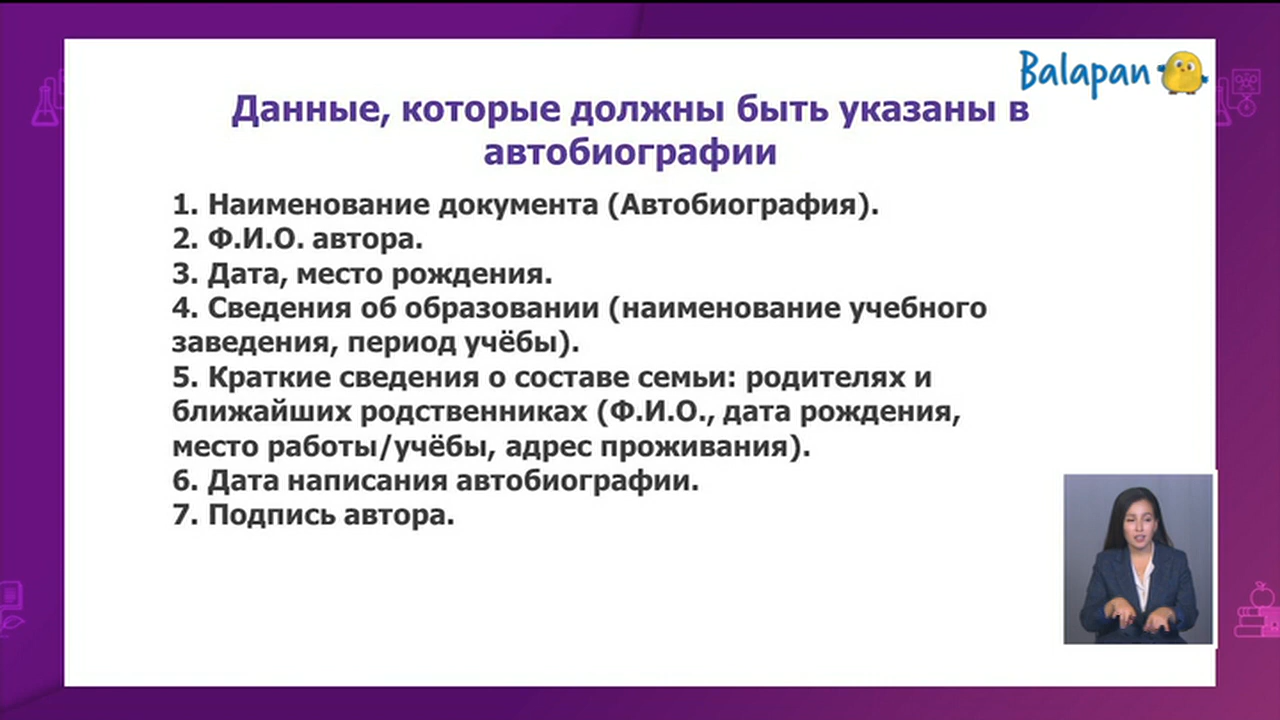 Balapan
Данные, которые должны быть указаны в
автобиографии
1. Наименование документа (Автобиография).
2. Ф.И.О. автора.
3. Дата, место рождения.
4. Сведения об образовании (наименование учебного
заведения, период учёбы).
5. Краткие сведения о составе семьи: родителях и
ближайших родственниках (Ф.И.О., дата рождения,
место работы/учёбы, адрес проживания).
6. Дата написания автобиографии.
7. Подпись автора.